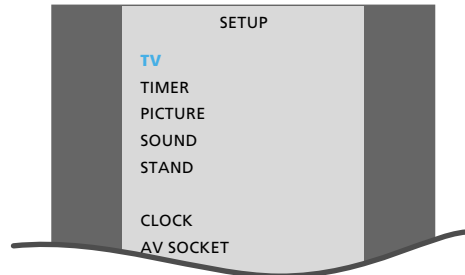 SETUP
TV
TIMER
PICTURE
SOUND
STAND
CLOCK
AV SOCKET